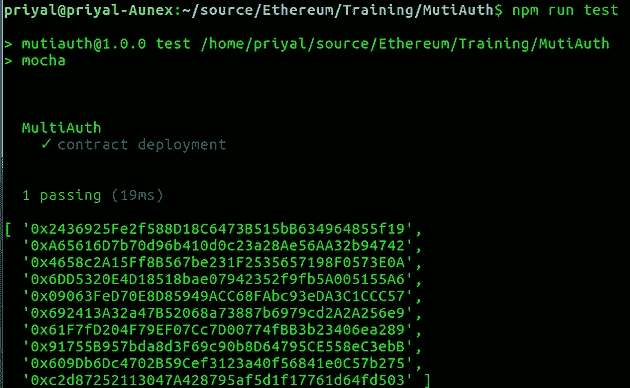 priyal@priyal-Aunex:~/source/Ethereum/Training/MutiAuth$ npm run test
> mutiauth@1.0.0 test /home/priyal/source/Ethereum/Training/MutiAuth
> mocha
MultiAuth
✓ contract deployment
1 passing (19ms)
[ '0x2436925Fe2f588D18C6473B515bB634964855f19',
'0xA65616D7b70d96b410d0c23a28Ae56AA32b94742',
'0x4658c2A15Ff8B567be231f2535657198F0573E0A',
'0x6DD5320E4D18518bae07942352f9fb5A005155A6',
'0x09063FeD70E8D85949ACC68FAbc93eDA3C1CCC57',
'0x692413A32a47B52068a73887b6979cd2A2A256e9',
'0x61F7fD204F79EF07Cc7D00774fBB3b23406ea289',
'0x91755B957bda8d3F69c90b8D64795CE558eC3ebB',
'0x609Db6Dc4702B59Cef3123a40f56841e0C57b275',
'0xc2d87252113047A428795af5d1f17761d64fd503' ]